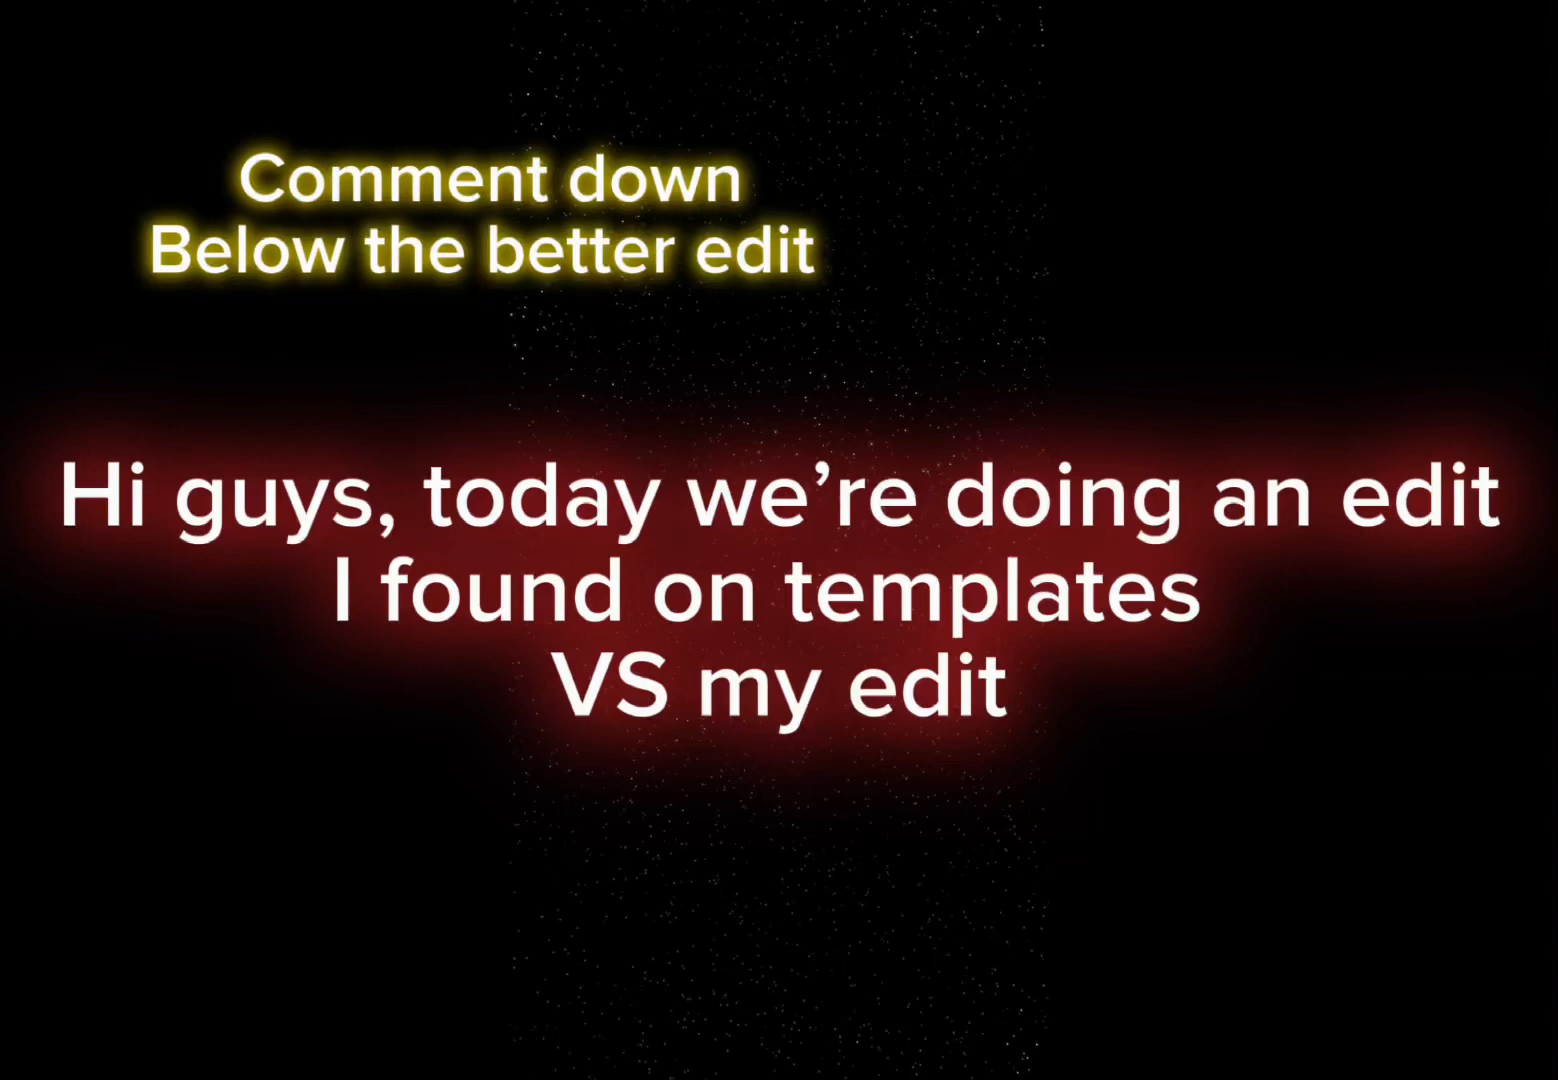 Comment down
Below the better edit
Hi guys, today we’re doing an edit
I found on templates
VS my edit